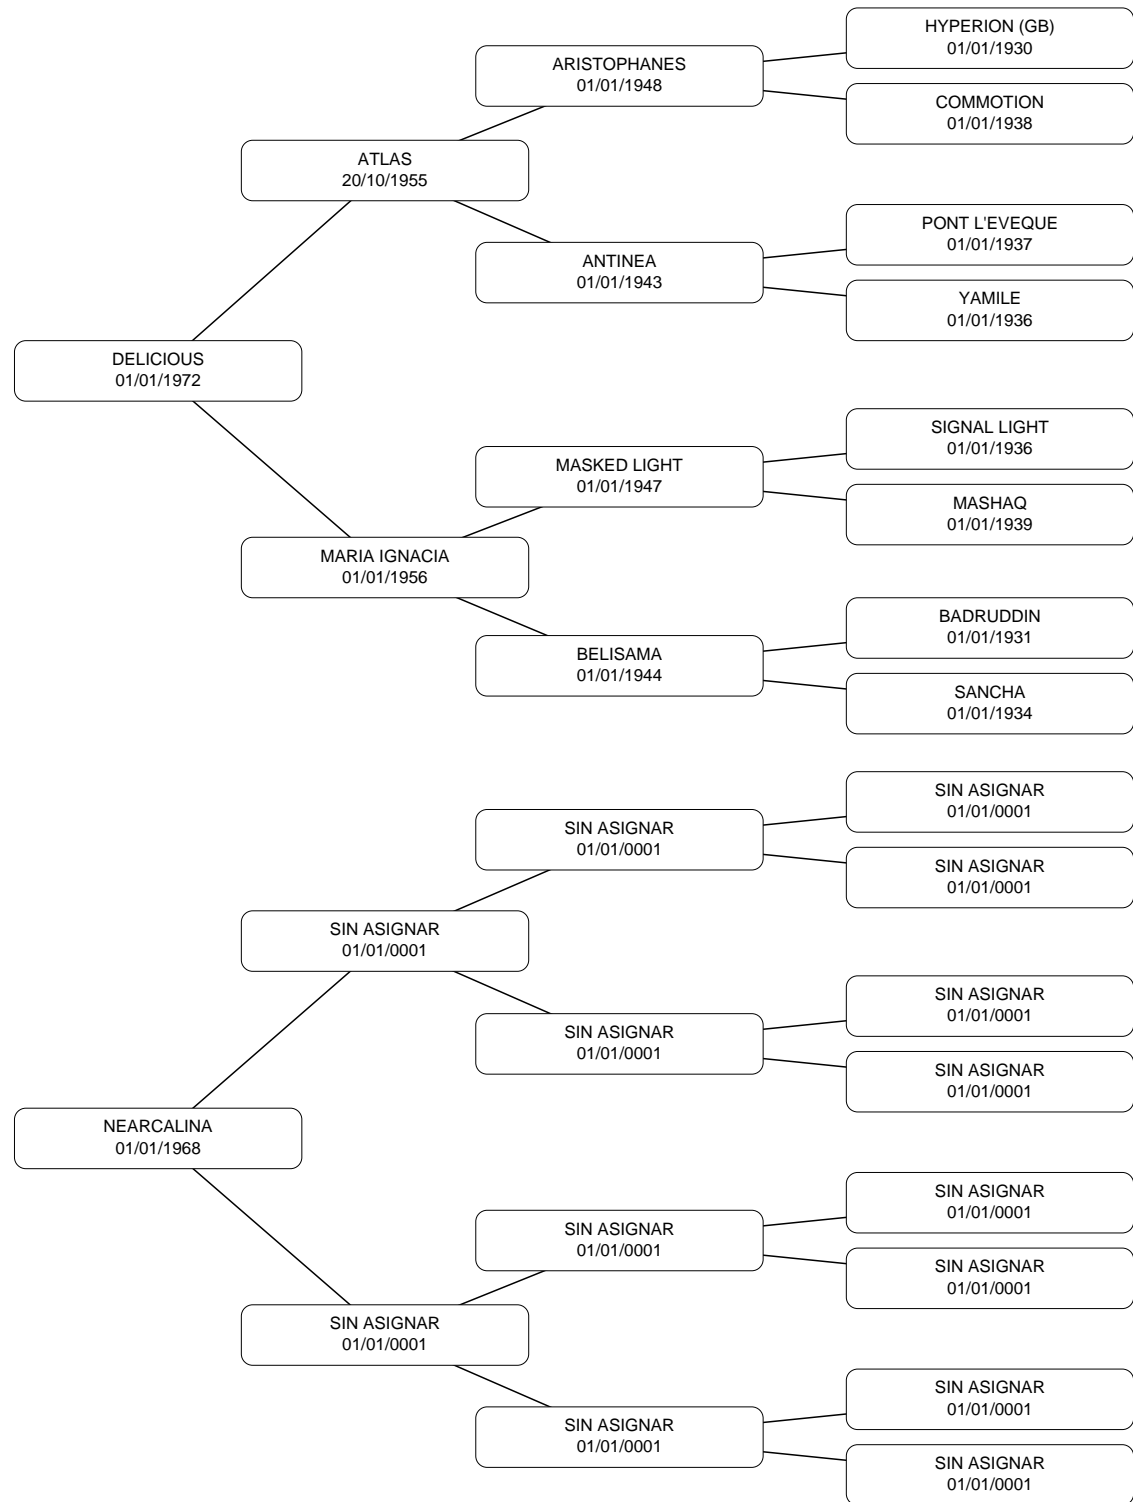 HYPERION (GB)
01/01/1930
ARISTOPHANES
01/01/1948
COMMOTION
01/01/1938
ATLAS
20/10/1955
PONT L'EVEQUE
01/01/1937
ANTINEA
01/01/1943
YAMILE
01/01/1936
DELICIOUS
01/01/1972
SIGNAL LIGHT
01/01/1936
MASKED LIGHT
01/01/1947
MASHAQ
01/01/1939
MARIA IGNACIA
01/01/1956
BADRUDDIN
01/01/1931
BELISAMA
01/01/1944
SANCHA
01/01/1934
SIN ASIGNAR
01/01/0001
SIN ASIGNAR
01/01/0001
SIN ASIGNAR
01/01/0001
SIN ASIGNAR
01/01/0001
SIN ASIGNAR
01/01/0001
SIN ASIGNAR
01/01/0001
SIN ASIGNAR
01/01/0001
NEARCALINA
01/01/1968
SIN ASIGNAR
01/01/0001
SIN ASIGNAR
01/01/0001
SIN ASIGNAR
01/01/0001
SIN ASIGNAR
01/01/0001
SIN ASIGNAR
01/01/0001
SIN ASIGNAR
01/01/0001
SIN ASIGNAR
01/01/0001